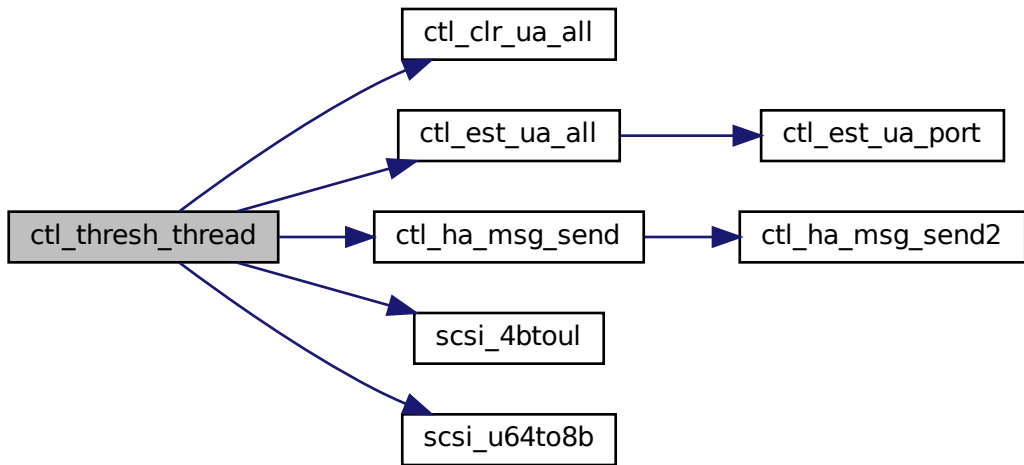 ctl_clr_ua_all
ctl_est_ua_all
ctl_est_ua_port
ctl_thresh_thread
ctl_ha_msg_send
ctl_ha_msg_send2
scsi_4btoul
scsi_u64to8b